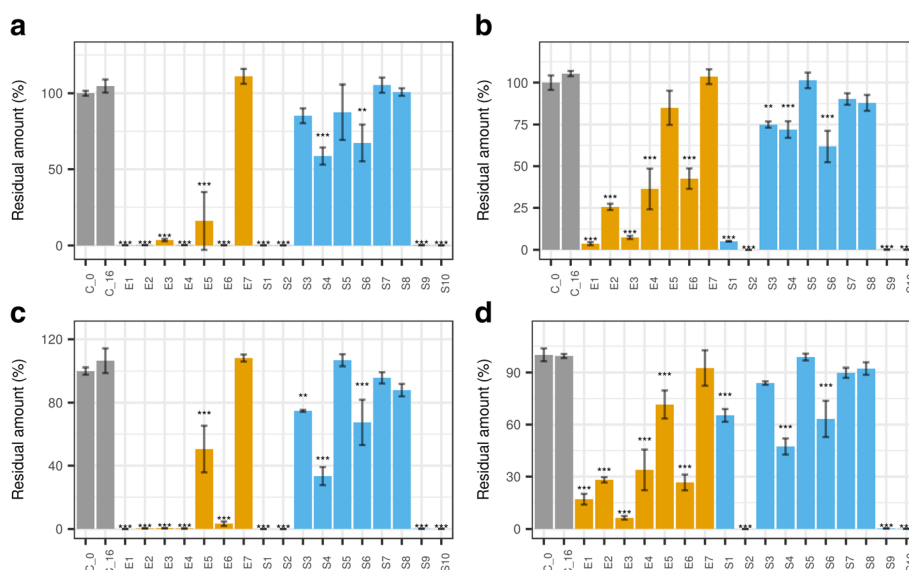 a
Residual amount (%)
100
50
0
*** *** *** *** *** *** *** *** *** ** *** ***
C_0 C_16 E1 E2 E3 E4 E5 E6 E7 S1 S2 S3 S4 S5 S6 S7 S8 S9 S10
b
Residual amount (%)
100
75
50
25
0
*** *** *** *** *** *** *** ** *** *** *** ***
C_0 C_16 E1 E2 E3 E4 E5 E6 E7 S1 S2 S3 S4 S5 S6 S7 S8 S9 S10
c
Residual amount (%)
120
80
40
0
*** *** *** *** *** *** *** *** ** *** *** *** ***
C_0 C_16 E1 E2 E3 E4 E5 E6 E7 S1 S2 S3 S4 S5 S6 S7 S8 S9 S10
d
Residual amount (%)
90
60
30
0
*** *** *** *** *** *** *** *** *** *** *** ***
C_0 C_16 E1 E2 E3 E4 E5 E6 E7 S1 S2 S3 S4 S5 S6 S7 S8 S9